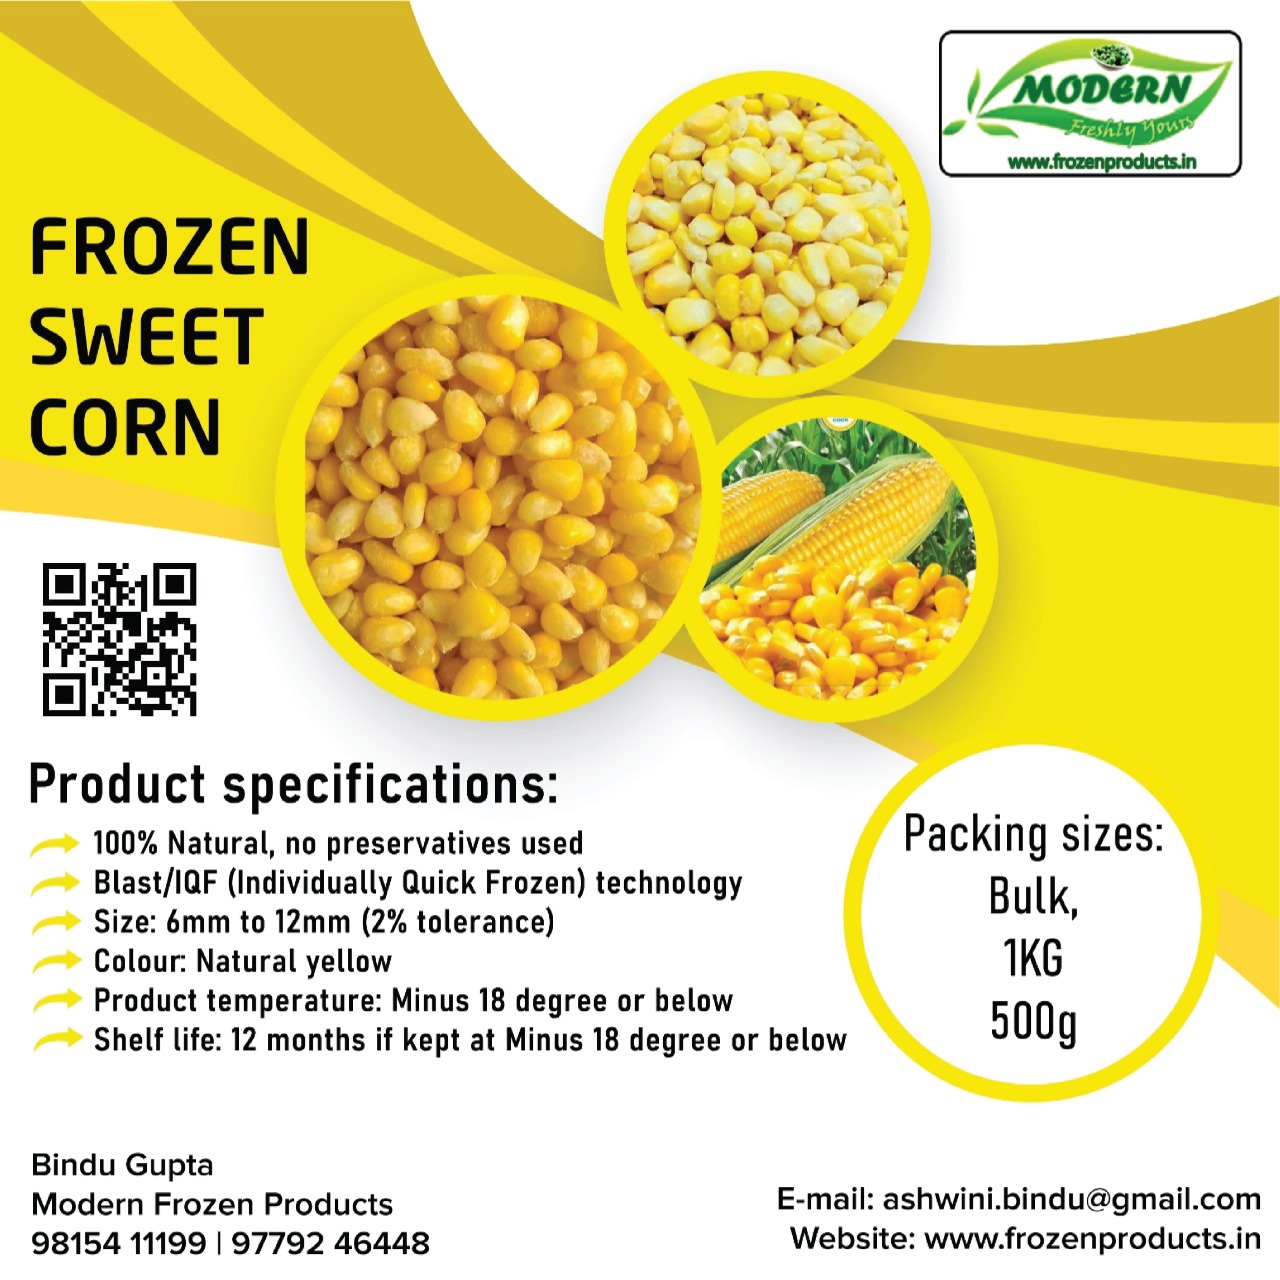 MODERN
Freshly Yours
www.frozenproducts.in
FROZEN
SWEET
CORN
Product specifications:
100% Natural, no preservatives used
Blast/IQF (Individually Quick Frozen) technology
Size: 6mm to 12mm (2% tolerance)
Colour: Natural yellow
Product temperature: Minus 18 degree or below
Shelf life: 12 months if kept at Minus 18 degree or below
Packing sizes:
Bulk,
1KG
500g
Bindu Gupta
Modern Frozen Products
98154 11199 | 97792 46448
E-mail: ashwini.bindu@gmail.com
Website: www.frozenproducts.in